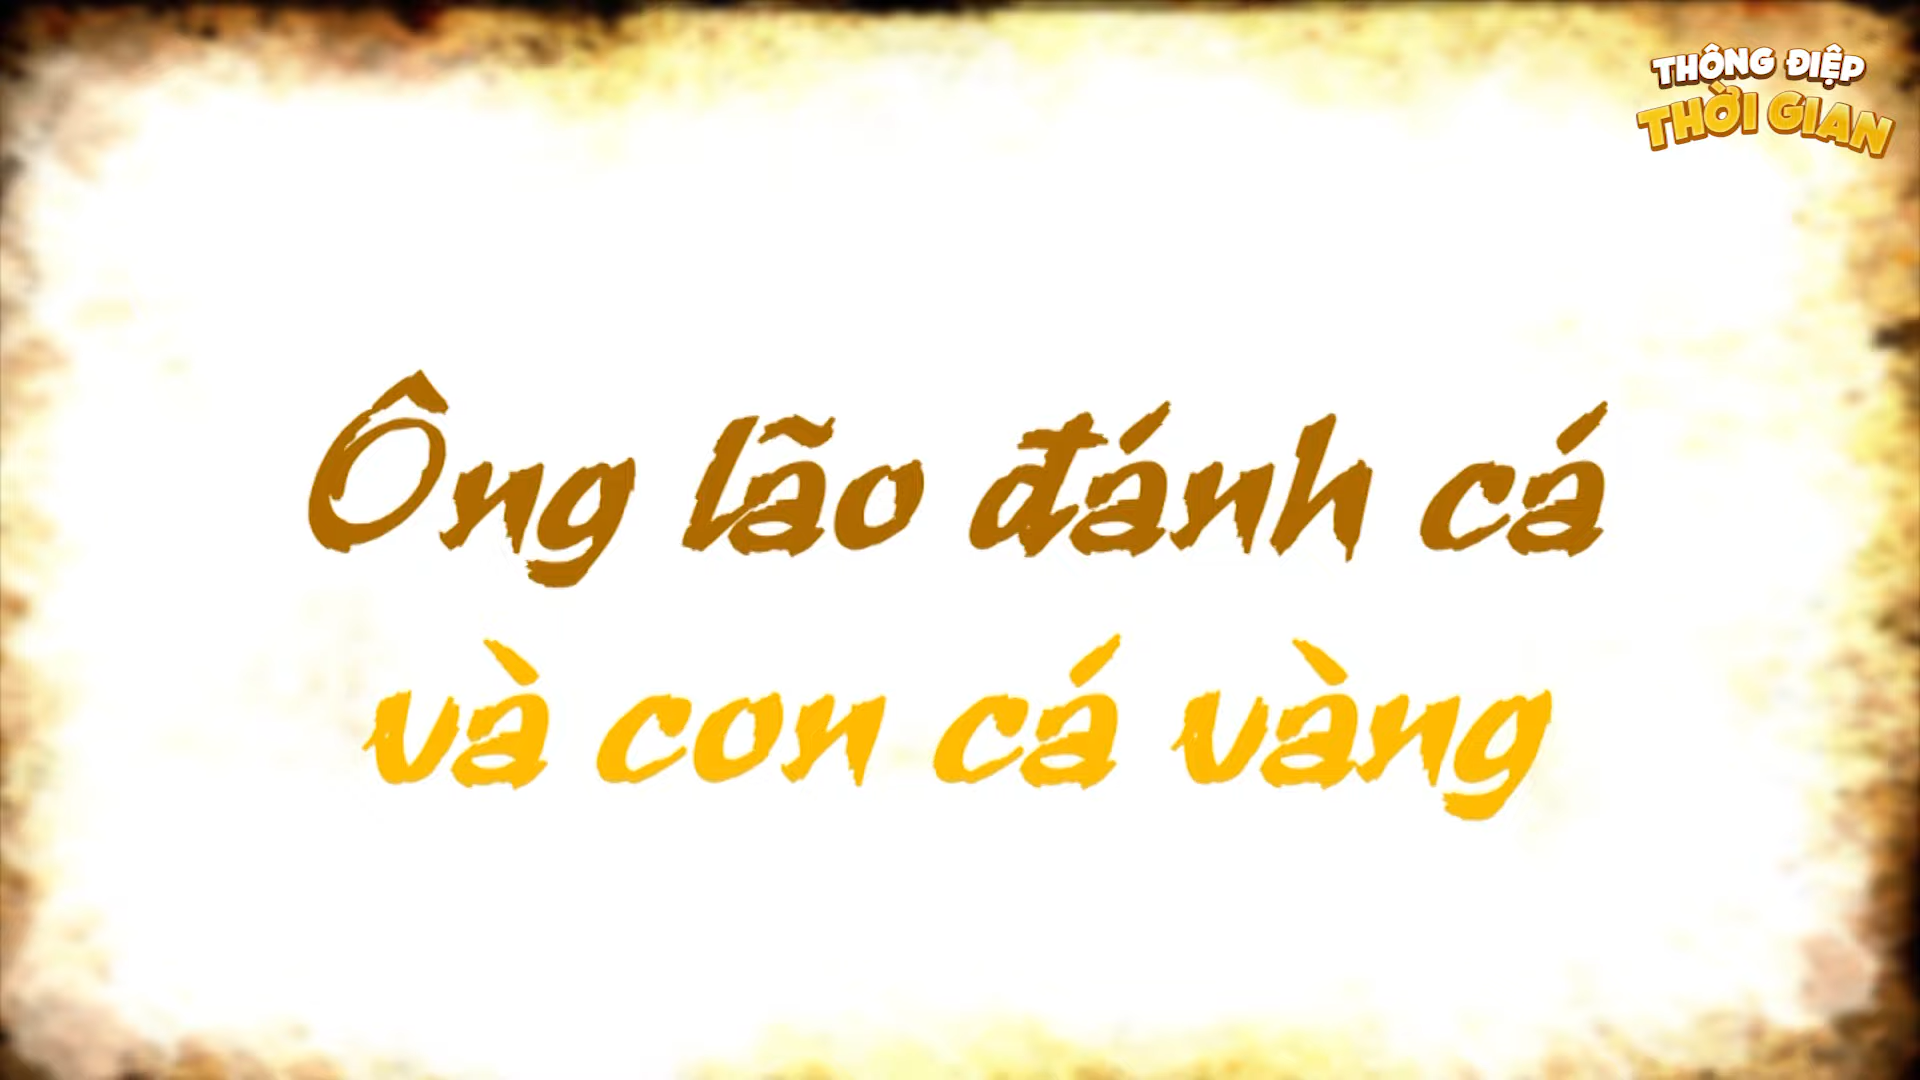 THÔNG ĐIỆP
THỜI GIAN
Ông lão đánh cá
và con cá vàng